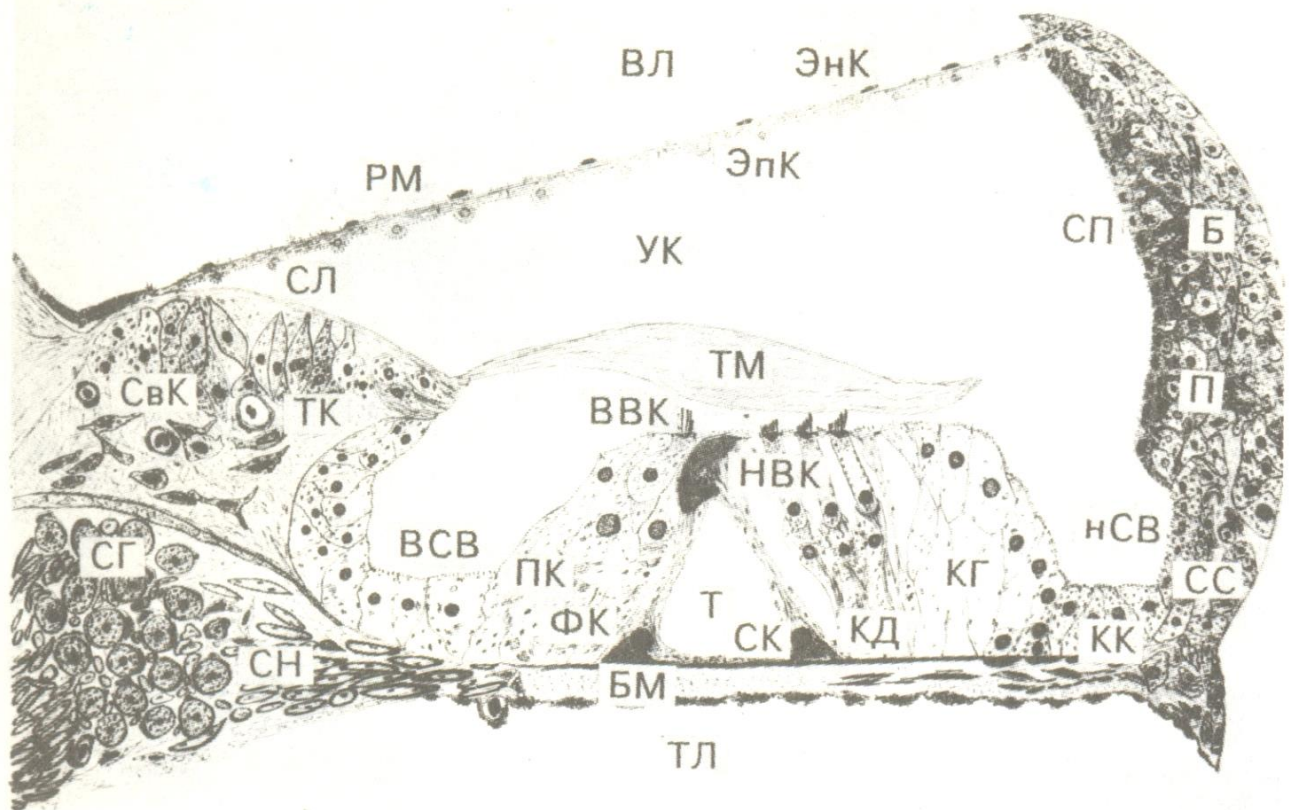 ВЛ ЭнК
РМ ЭпК
СП Б
УК
СЛ
ТМ
СвК ТК ВВК П
НВК
СГ ВСВ ПК КГ нСВ
ФК Т СК КД КК СС
СН БМ
ТЛ